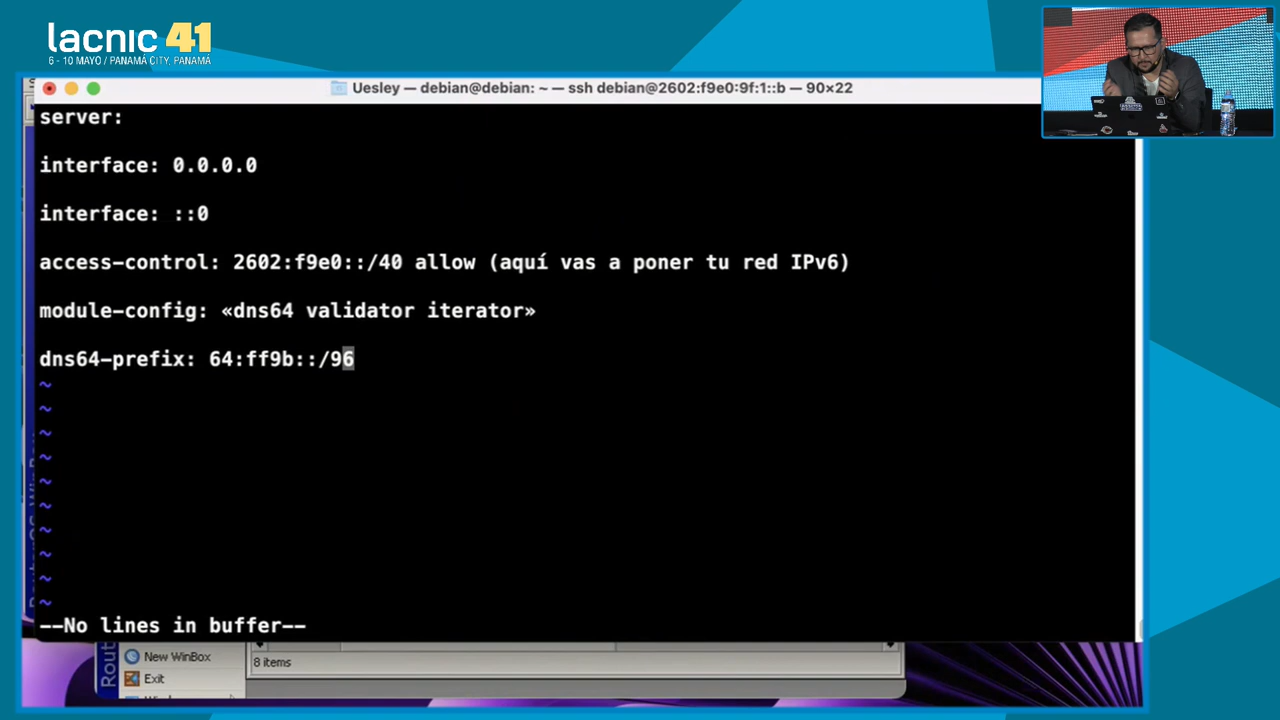 lacnic 41
6 - 10 MAYO / PANAMÁ CITY, PANAMÁ
Uesley — debian@debian: ~ — ssh debian@2602:f9e0:9f:1::b — 90×22
server:
interface: 0.0.0.0
interface: ::0
access-control: 2602:f9e0::/40 allow (aquí vas a poner tu red IPv6)
module-config: «dns64 validator iterator»
dns64-prefix: 64:ff9b::/96
~
~
~
~
~
~
~
~
~
~
--No lines in buffer--
New WinBox
Exit
8 items